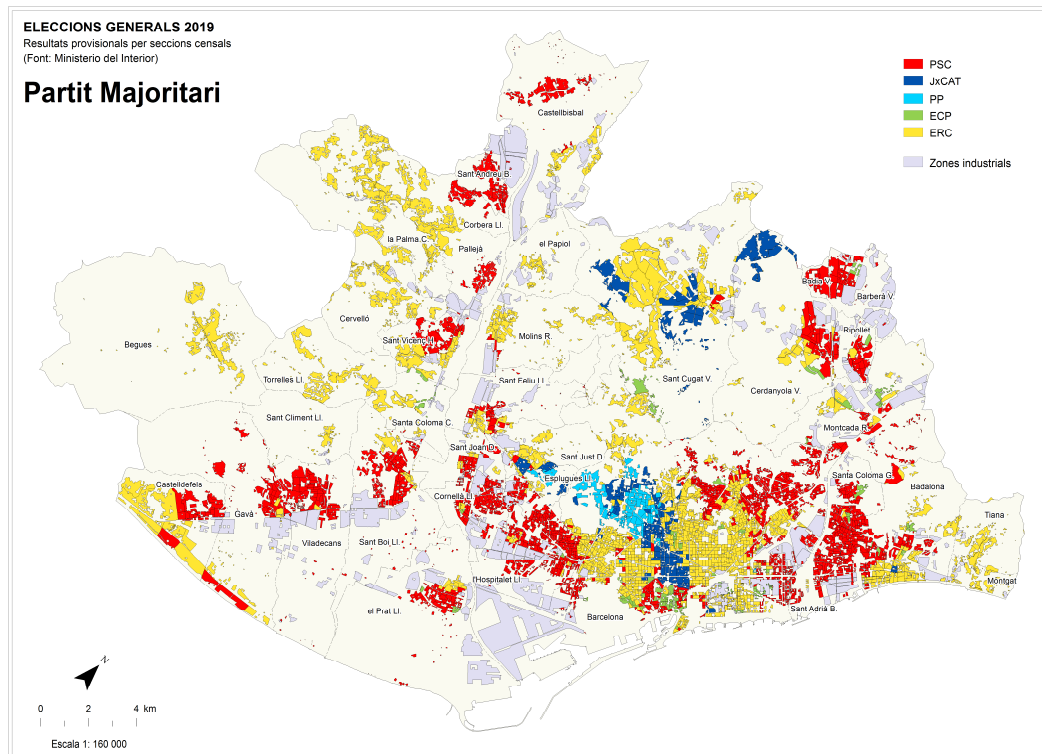 ELECCIONS GENERALS 2019
Resultats provisionals per seccions censals
(Font: Ministerio del Interior)
Partit Majoritari
PSC
JxCAT
PP
ECP
ERC
Zones industrials
Castellbisbal
Sant Andreu B.
Corbera Ll.
la Palma C.
Pallejà
el Papiol
Badia V.
Barberà V.
Cervelló
Begues
Sant Vicenç H.
Molins R.
Ripollet
Torrelles Ll.
Sant Feliu Ll.
Sant Cugat V.
Cerdanyola V.
Sant Climent Ll.
Santa Coloma C.
Montcada R.
Sant Joan D.
Sant Just D.
Esplugues Ll.
Santa Coloma G.
Castelldefels
Badalona
Cornellà Ll.
Gavà
Tiana
Viladecans
Sant Boi Ll.
l'Hospitalet Ll.
Montgat
el Prat Ll.
Barcelona
Sant Adrià B.
N
0 2 4 km
Escala 1: 160 000